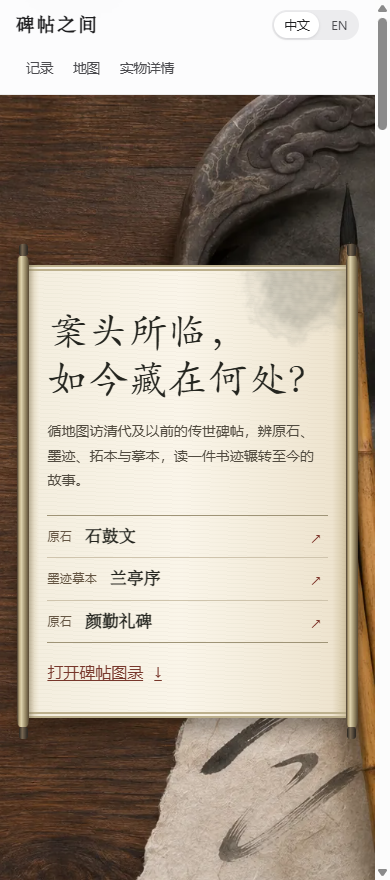 碑帖之间
中文 EN
记录 地图 实物详情
案头所临，
如今藏在何处？
循地图访清代及以前的传世碑帖，辨原石、
墨迹、拓本与摹本，读一件书迹辗转至今的
故事。
原石 石鼓文 ↗
墨迹摹本 兰亭序 ↗
原石 颜勤礼碑 ↗
打开碑帖图录 ↓